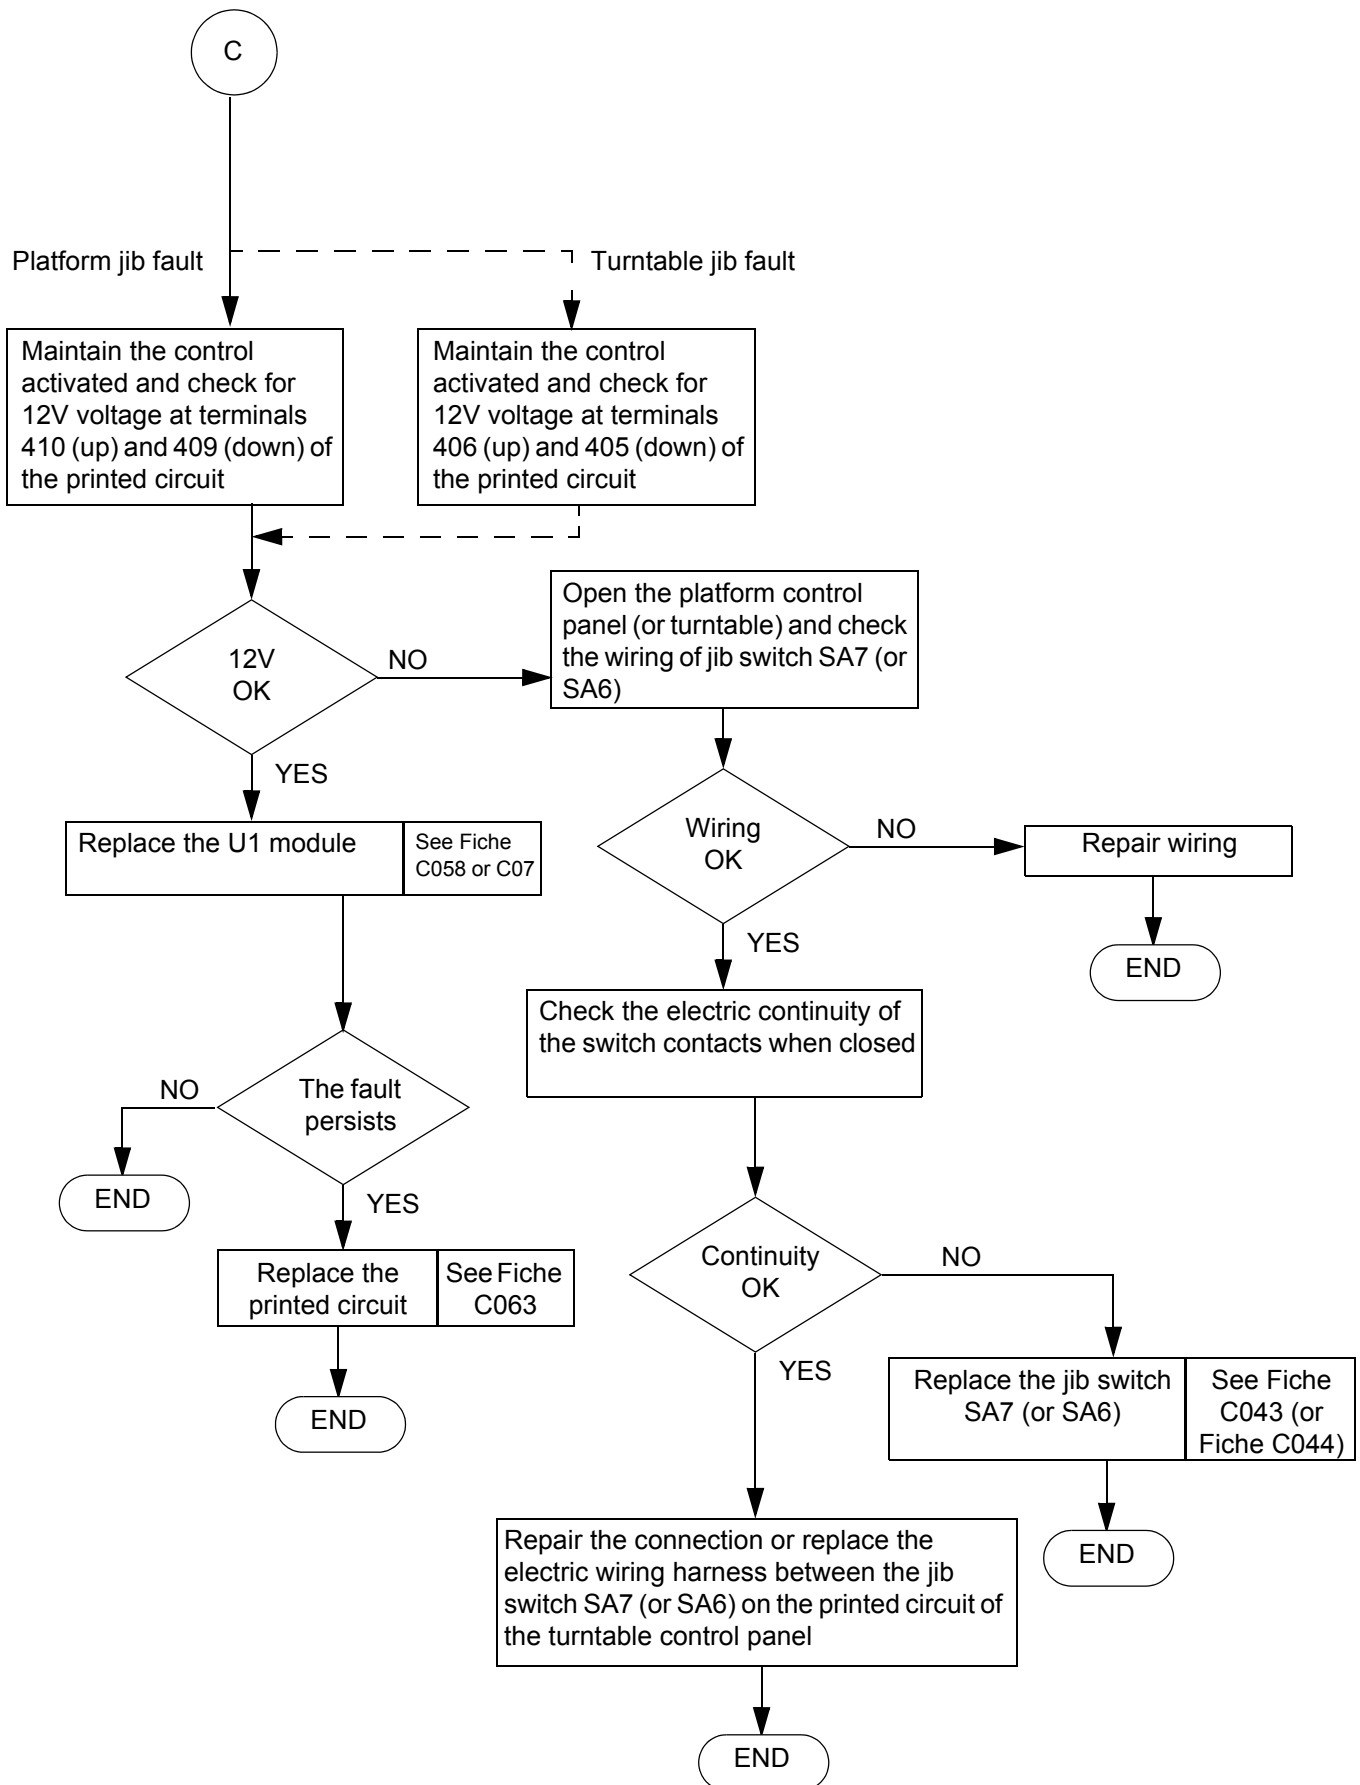 C
Platform jib fault
Turntable jib fault
Maintain the control
activated and check for
12V voltage at terminals
410 (up) and 409 (down) of
the printed circuit
Maintain the control
activated and check for
12V voltage at terminals
406 (up) and 405 (down) of
the printed circuit
12V
OK
NO
Open the platform control
panel (or turntable) and check
the wiring of jib switch SA7 (or
SA6)
YES
Replace the U1 module
See Fiche
C058 or C07
Wiring
OK
NO
Repair wiring
END
YES
Check the electric continuity of
the switch contacts when closed
The fault
persists
NO
END
YES
Replace the
printed circuit
See Fiche
C063
END
Continuity
OK
NO
Replace the jib switch
SA7 (or SA6)
See Fiche
C043 (or
Fiche C044)
END
YES
Repair the connection or replace the
electric wiring harness between the jib
switch SA7 (or SA6) on the printed circuit of
the turntable control panel
END